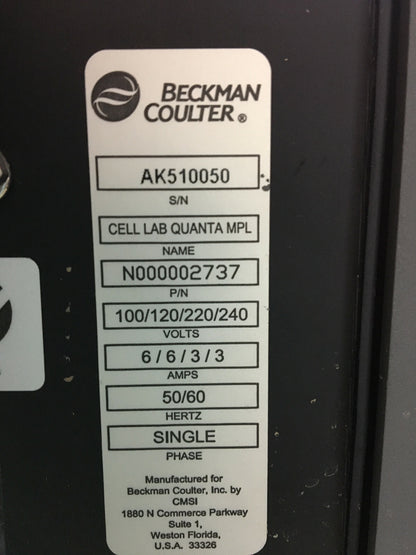 BECKMAN
COULTER®
AK510050
S/N
CELL LAB QUANTA MPL
NAME
N000002737
P/N
100/120/220/240
VOLTS
6 / 6 / 3 / 3
AMPS
50/60
HERTZ
SINGLE
PHASE
Manufactured for
Beckman Coulter, Inc. by
CMSI
1880 N Commerce Parkway
Suite 1,
Weston Florida,
U.S.A. 33326